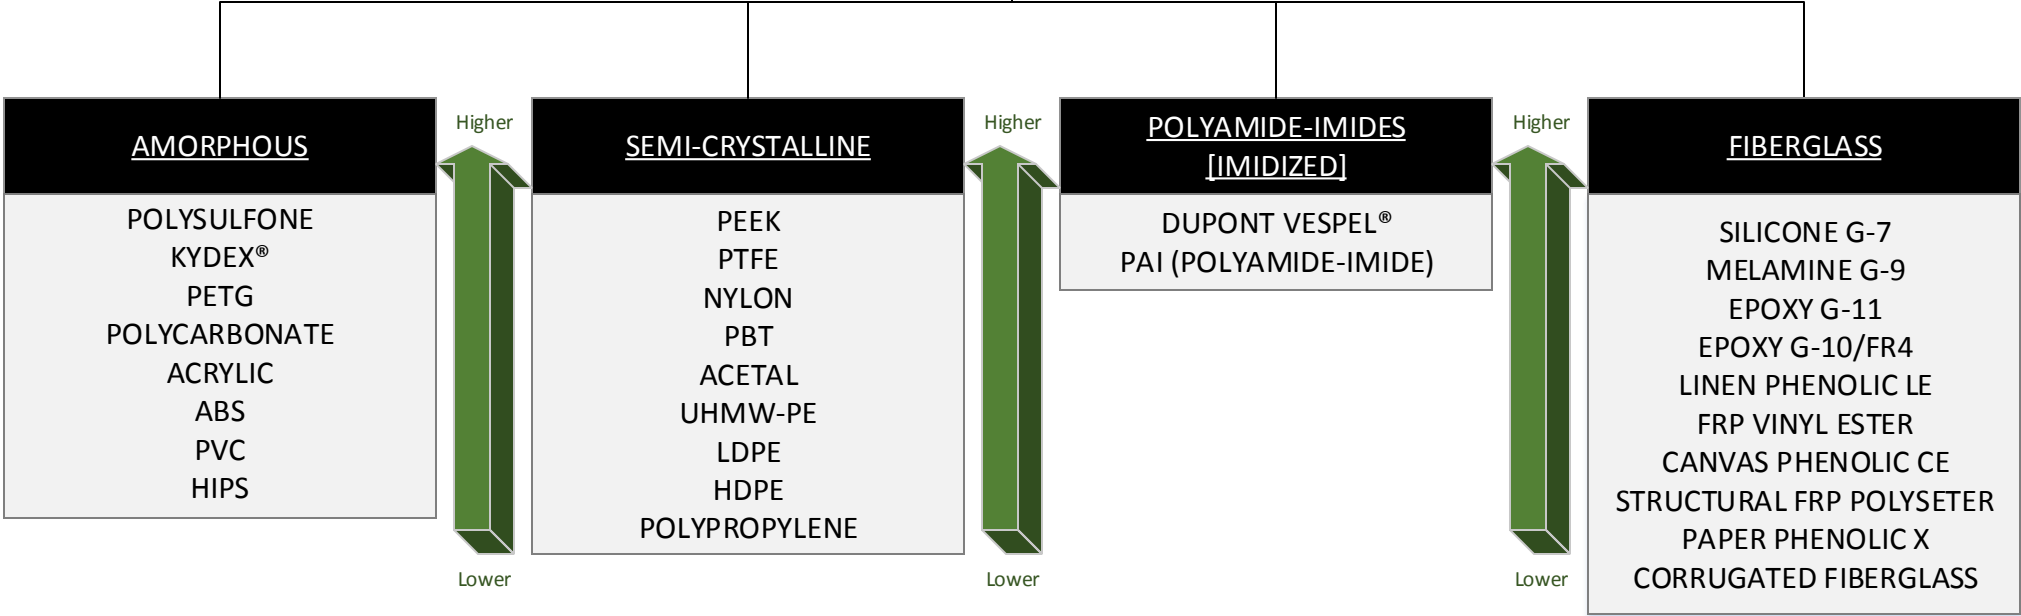 AMORPHOUS
POLYSULFONE
KYDEX®
PETG
POLYCARBONATE
ACRYLIC
ABS
PVC
HIPS
Higher
Lower
SEMI-CRYSTALLINE
PEEK
PTFE
NYLON
PBT
ACETAL
UHMW-PE
LDPE
HDPE
POLYPROPYLENE
Higher
Lower
POLYAMIDE-IMIDES
[IMIDIZED]
DUPONT VESPEL®
PAI (POLYAMIDE-IMIDE)
Higher
Lower
FIBERGLASS
SILICONE G-7
MELAMINE G-9
EPOXY G-11
EPOXY G-10/FR4
LINEN PHENOLIC LE
FRP VINYL ESTER
CANVAS PHENOLIC CE
STRUCTURAL FRP POLYSETER
PAPER PHENOLIC X
CORRUGATED FIBERGLASS